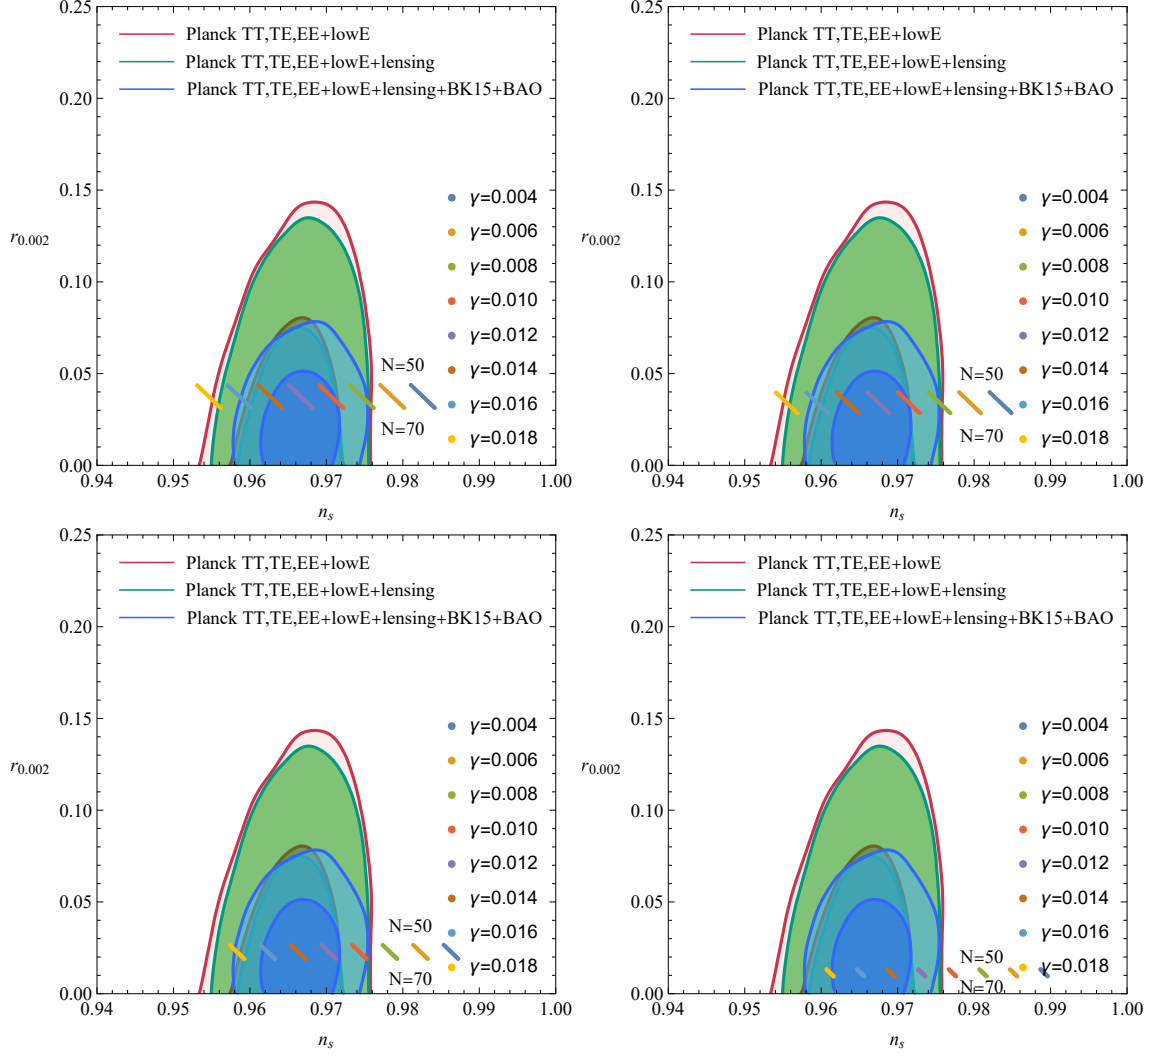 0.25
Planck TT,TE,EE+lowE
Planck TT,TE,EE+lowE+lensing
Planck TT,TE,EE+lowE+lensing+BK15+BAO
0.20
0.15
γ=0.004
γ=0.006
r0.002
γ=0.008
0.10
γ=0.010
γ=0.012
N=50
γ=0.014
0.05
γ=0.016
N=70
γ=0.018
0.00
0.94 0.95 0.96 0.97 0.98 0.99 1.00
ns
0.25
Planck TT,TE,EE+lowE
Planck TT,TE,EE+lowE+lensing
Planck TT,TE,EE+lowE+lensing+BK15+BAO
0.20
0.15
γ=0.004
γ=0.006
r0.002
γ=0.008
0.10
γ=0.010
γ=0.012
N=50
γ=0.014
0.05
γ=0.016
N=70
γ=0.018
0.00
0.94 0.95 0.96 0.97 0.98 0.99 1.00
ns
0.25
Planck TT,TE,EE+lowE
Planck TT,TE,EE+lowE+lensing
Planck TT,TE,EE+lowE+lensing+BK15+BAO
0.20
0.15
γ=0.004
γ=0.006
r0.002
γ=0.008
0.10
γ=0.010
γ=0.012
γ=0.014
0.05
N=50
γ=0.016
γ=0.018
N=70
0.00
0.94 0.95 0.96 0.97 0.98 0.99 1.00
ns
0.25
Planck TT,TE,EE+lowE
Planck TT,TE,EE+lowE+lensing
Planck TT,TE,EE+lowE+lensing+BK15+BAO
0.20
0.15
γ=0.004
γ=0.006
r0.002
γ=0.008
0.10
γ=0.010
γ=0.012
γ=0.014
0.05
γ=0.016
N=50
γ=0.018
N=70
0.00
0.94 0.95 0.96 0.97 0.98 0.99 1.00
ns